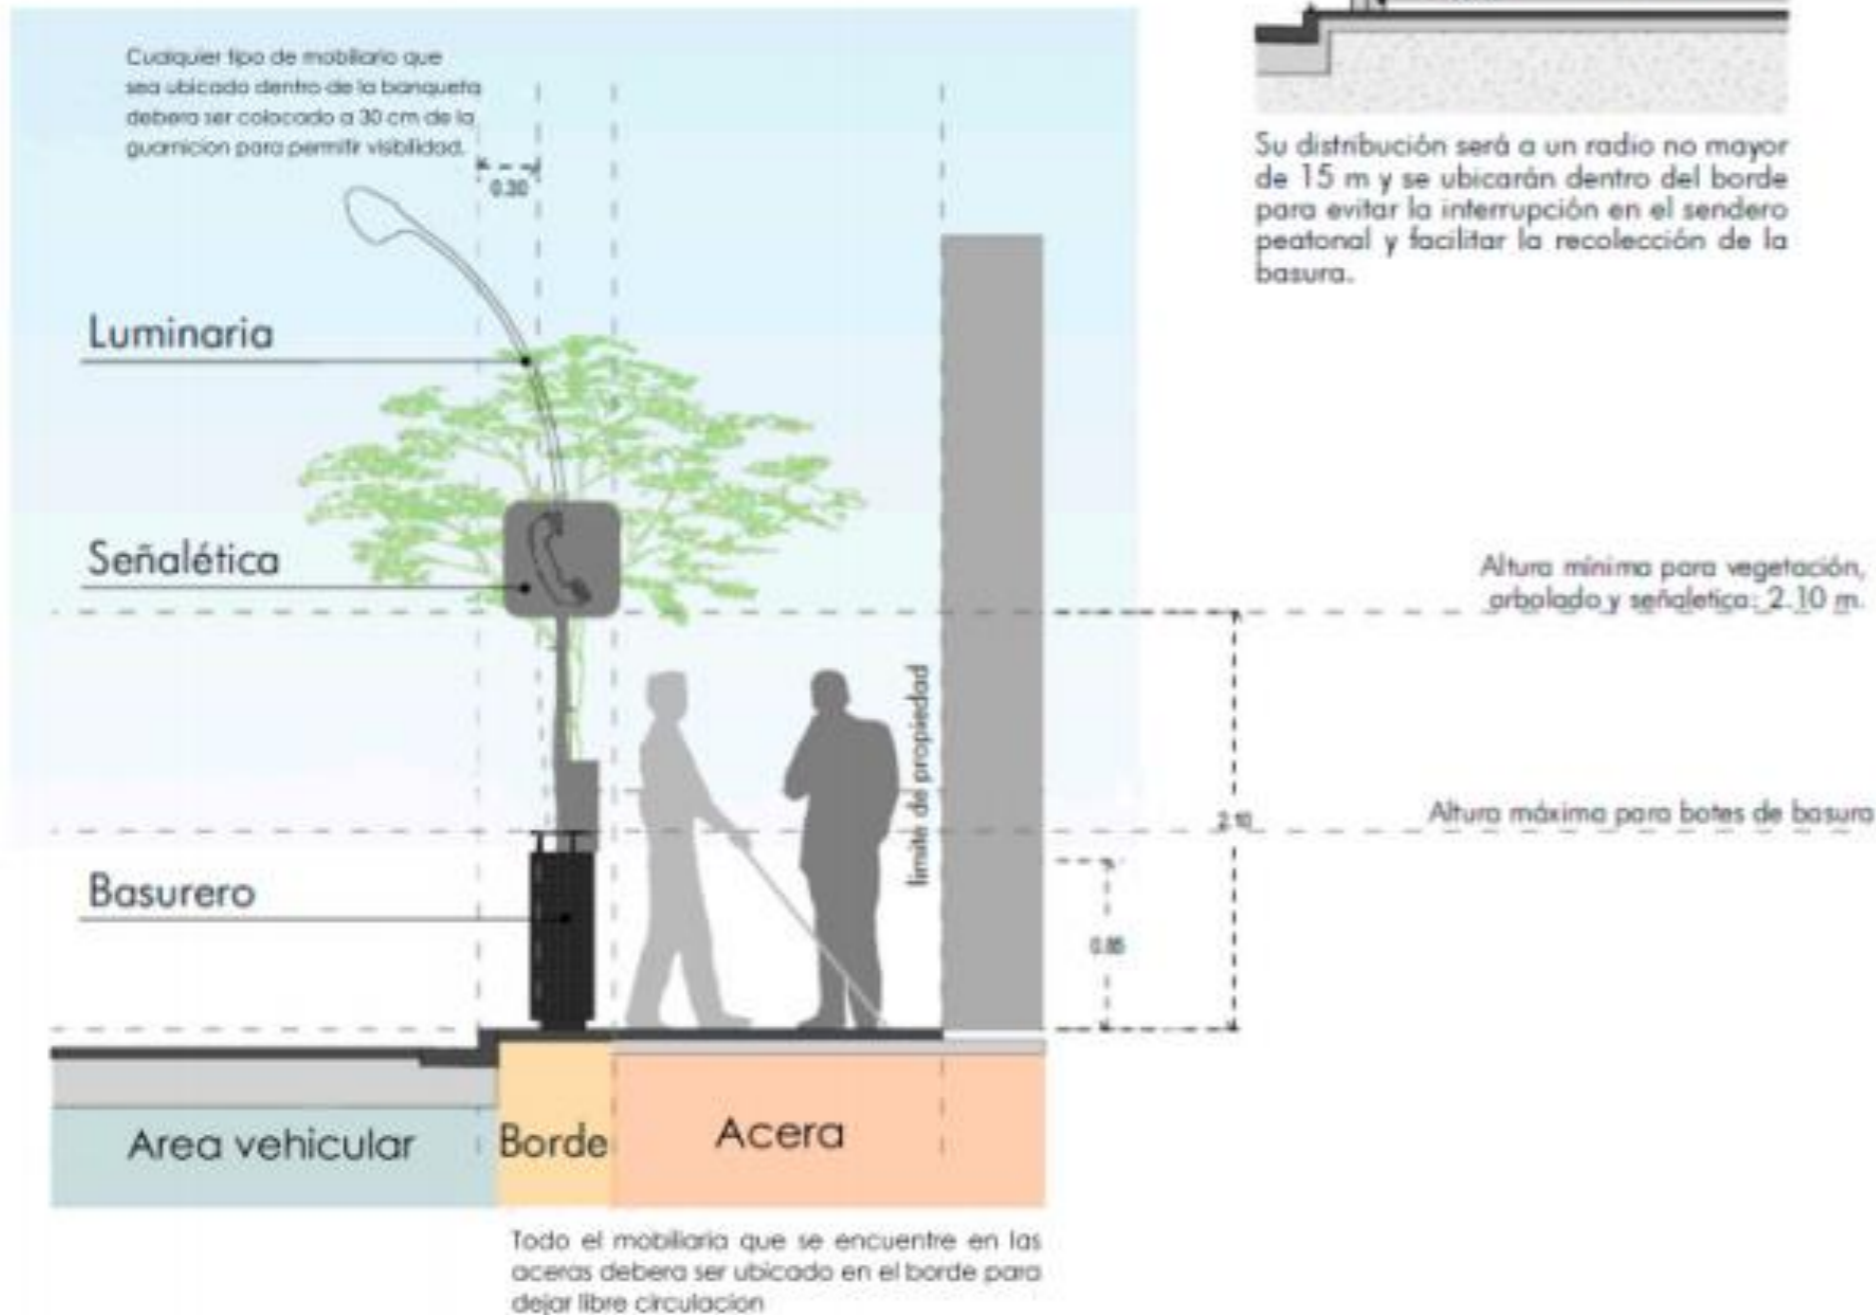 Cualquier tipo de mobiliario que
sea ubicado dentro de la banqueta
debera ser colocado a 30 cm de la
guarnicion para permitir visibilidad.
0.30
Su distribución será a un radio no mayor
de 15 m y se ubicarán dentro del borde
para evitar la interrupción en el sendero
peatonal y facilitar la recolección de la
basura.
Luminaria
Señalética
Altura mínima para vegetación,
arbolado y señaletica: 2.10 m.
limite de propiedad
2.10
Altura máxima para botes de basura
Basurero
0.85
Area vehicular
Borde
Acera
Todo el mobiliario que se encuentre en las
aceras debera ser ubicado en el borde para
dejar libre circulacion